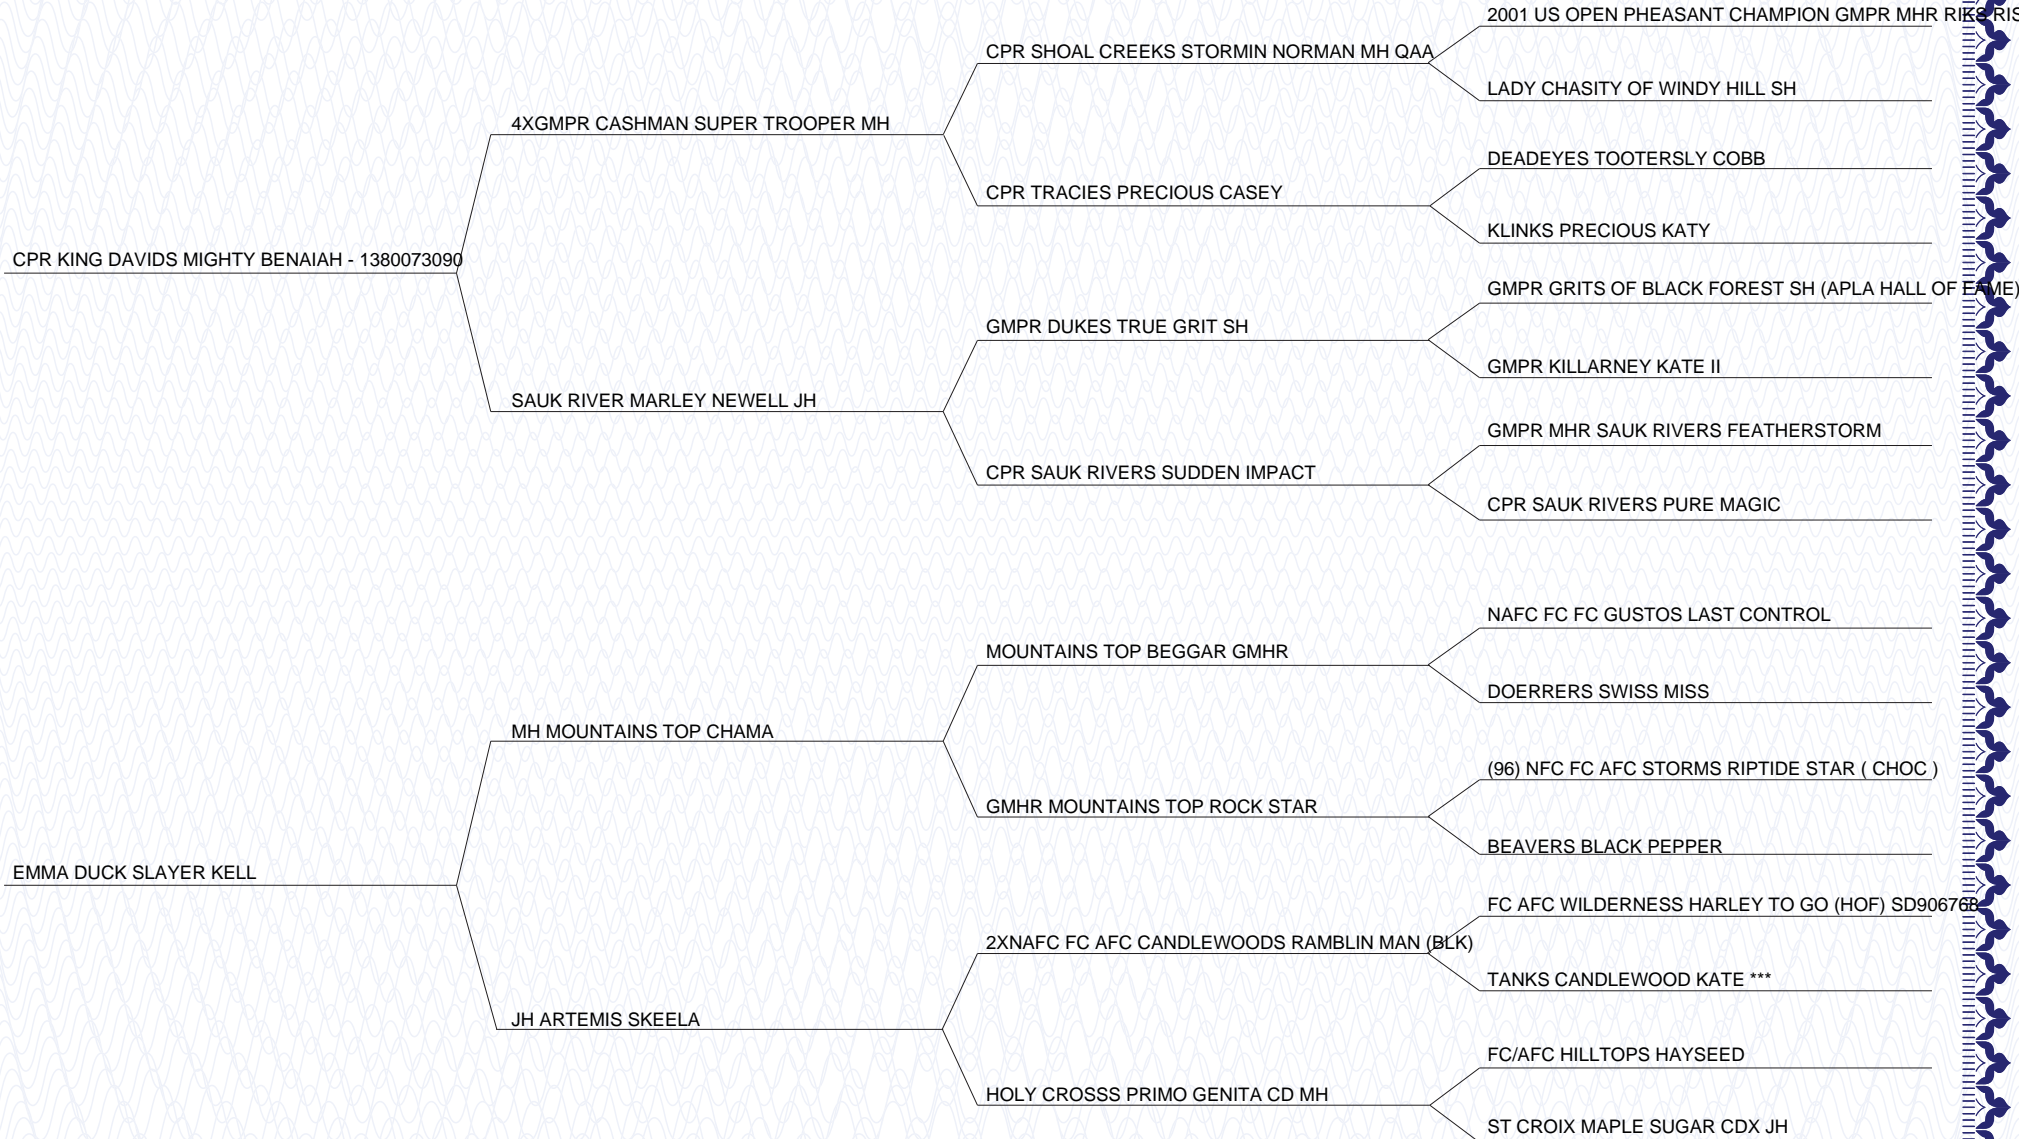 2001 US OPEN PHEASANT CHAMPION GMPR MHR RIKS RIS
CPR SHOAL CREEKS STORMIN NORMAN MH QAA
LADY CHASITY OF WINDY HILL SH
4XGMPR CASHMAN SUPER TROOPER MH
DEADEYES TOOTERSLY COBB
CPR TRACIES PRECIOUS CASEY
KLINKS PRECIOUS KATY
CPR KING DAVIDS MIGHTY BENAIAH - 1380073090
GMPR GRITS OF BLACK FOREST SH (APLA HALL OF FAME)
GMPR DUKES TRUE GRIT SH
GMPR KILLARNEY KATE II
SAUK RIVER MARLEY NEWELL JH
GMPR MHR SAUK RIVERS FEATHERSTORM
CPR SAUK RIVERS SUDDEN IMPACT
CPR SAUK RIVERS PURE MAGIC
NAFC FC FC GUSTOS LAST CONTROL
MOUNTAINS TOP BEGGAR GMHR
DOERRERS SWISS MISS
MH MOUNTAINS TOP CHAMA
(96) NFC FC AFC STORMS RIPTIDE STAR ( CHOC )
GMHR MOUNTAINS TOP ROCK STAR
BEAVERS BLACK PEPPER
EMMA DUCK SLAYER KELL
FC AFC WILDERNESS HARLEY TO GO (HOF) SD906768
2XNAFC FC AFC CANDLEWOODS RAMBLIN MAN (BLK)
TANKS CANDLEWOOD KATE ***
JH ARTEMIS SKEELA
FC/AFC HILLTOPS HAYSEED
HOLY CROSSS PRIMO GENITA CD MH
ST CROIX MAPLE SUGAR CDX JH